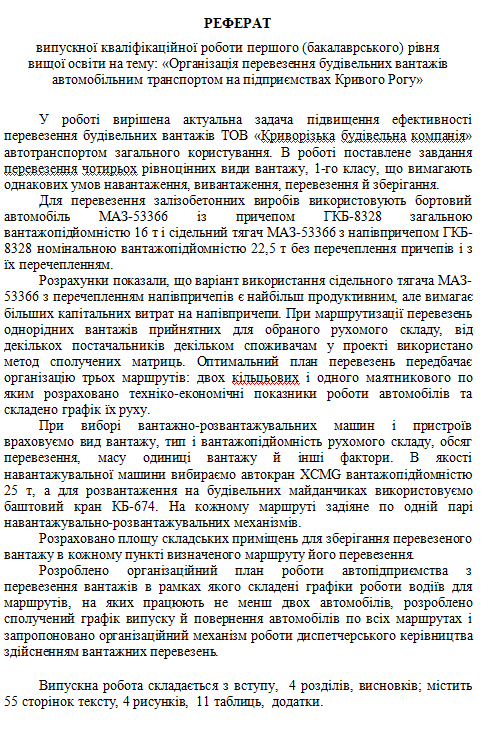 РЕФЕРАТ
випускної кваліфікаційної роботи першого (бакалаврського) рівня
вищої освіти на тему: «Організація перевезення будівельних вантажів
автомобільним транспортом на підприємствах Кривого Рогу»
У роботі вирішена актуальна задача підвищення ефективності
перевезення будівельних вантажів ТОВ «Криворізька будівельна компанія»
автотранспортом загального користування. В роботі поставлене завдання
перевезення чотирьох рівноцінних види вантажу, 1-го класу, що вимагають
однакових умов навантаження, вивантаження, перевезення й зберігання.
Для перевезення залізобетонних виробів використовують бортовий
автомобіль МАЗ-53366 із причепом ГКБ-8328 загальною
вантажопідйомністю 16 т і сідельний тягач МАЗ-53366 з напівпричепом ГКБ-
8328 номінальною вантажопідйомністю 22,5 т без перечеплення причепів і з
їх перечепленням.
Розрахунки показали, що варіант використання сідельного тягача МАЗ-
53366 з перечепленням напівпричепів є найбільш продуктивним, але вимагає
більших капітальних витрат на напівпричепи. При маршрутизації перевезень
однорідних вантажів прийнятних для обраного рухомого складу, від
декількох постачальників декільком споживачам у проекті використано
метод сполучених матриць. Оптимальний план перевезень передбачає
організацію трьох маршрутів: двох кільцьових і одного маятникового по
яким розраховано техніко-економічні показники роботи автомобілів та
складено графік їх руху.
При виборі вантажно-розвантажувальних машин і пристроїв
враховуємо вид вантажу, тип і вантажопідйомність рухомого складу, обсяг
перевезення, масу одиниці вантажу й інші фактори. В якості
навантажувальної машини вибираємо автокран XCMG вантажопідйомністю
25 т, а для розвантаження на будівельних майданчиках використовуємо
баштовий кран КБ-674. На кожному маршруті задіяне по одній парі
навантажувально-розвантажувальних механізмів.
Розраховано площу складських приміщень для зберігання перевезеного
вантажу в кожному пункті визначеного маршруту його перевезення.
Розроблено організаційний план роботи автопідприємства з
перевезення вантажів в рамках якого складені графіки роботи водіїв для
маршрутів, на яких працюють не менш двох автомобілів, розроблено
сполучений графік випуску й повернення автомобілів по всіх маршрутах і
запропоновано організаційний механізм роботи диспетчерського керівництва
здійсненням вантажних перевезень.
Випускна робота складається з вступу, 4 розділів, висновків; містить
55 сторінок тексту, 4 рисунків, 11 таблиць, додатки.